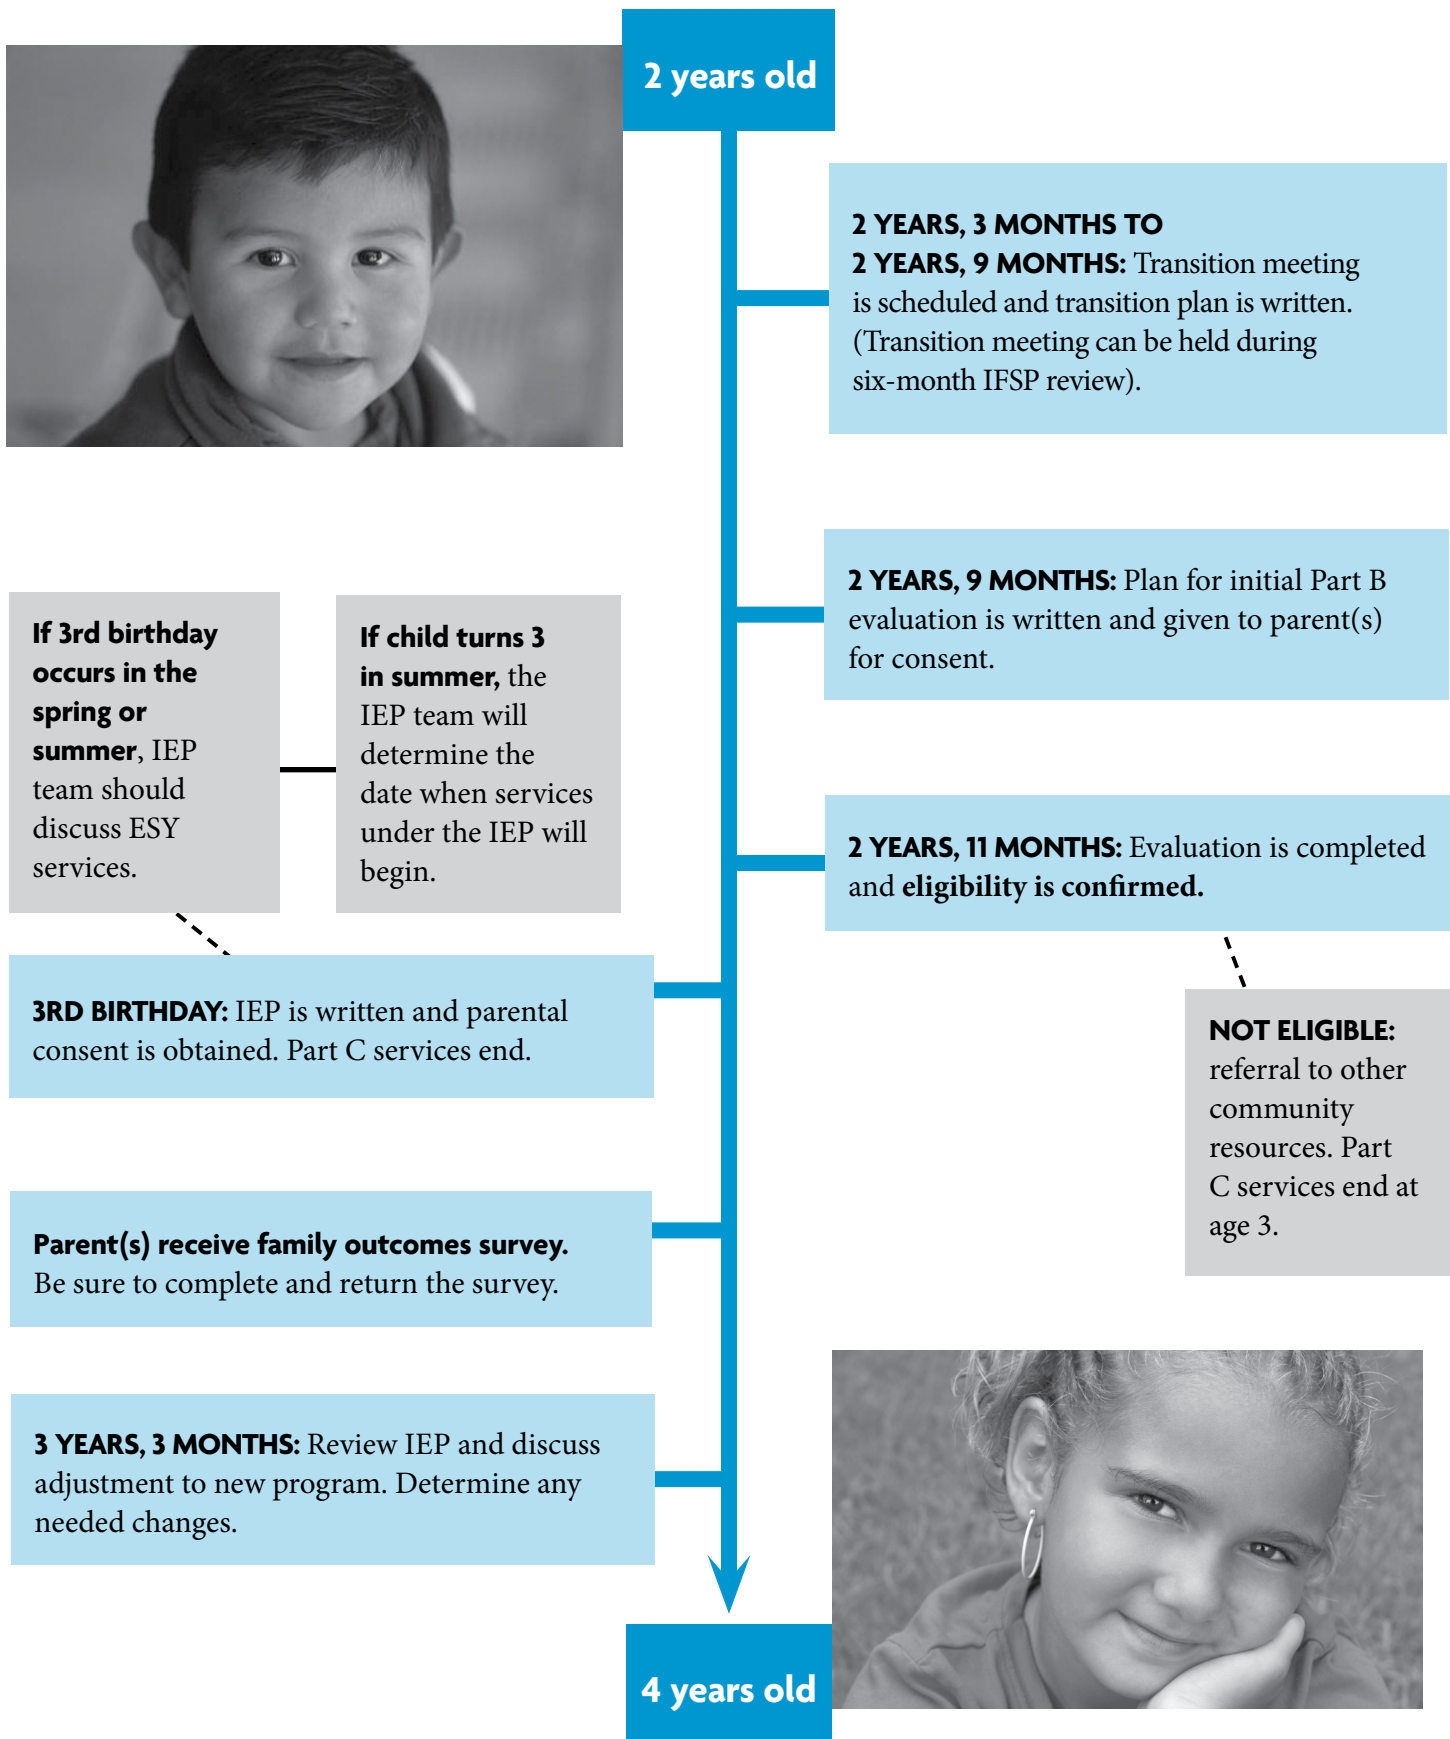 2 years old
2 YEARS, 3 MONTHS TO
2 YEARS, 9 MONTHS: Transition meeting
is scheduled and transition plan is written.
(Transition meeting can be held during
six-month IFSP review).
2 YEARS, 9 MONTHS: Plan for initial Part B
evaluation is written and given to parent(s)
for consent.
2 YEARS, 11 MONTHS: Evaluation is completed
and eligibility is confirmed.
NOT ELIGIBLE:
referral to other
community
resources. Part
C services end at
age 3.
If 3rd birthday
occurs in the
spring or
summer, IEP
team should
discuss ESY
services.
If child turns 3
in summer, the
IEP team will
determine the
date when services
under the IEP will
begin.
3RD BIRTHDAY: IEP is written and parental
consent is obtained. Part C services end.
Parent(s) receive family outcomes survey.
Be sure to complete and return the survey.
3 YEARS, 3 MONTHS: Review IEP and discuss
adjustment to new program. Determine any
needed changes.
4 years old